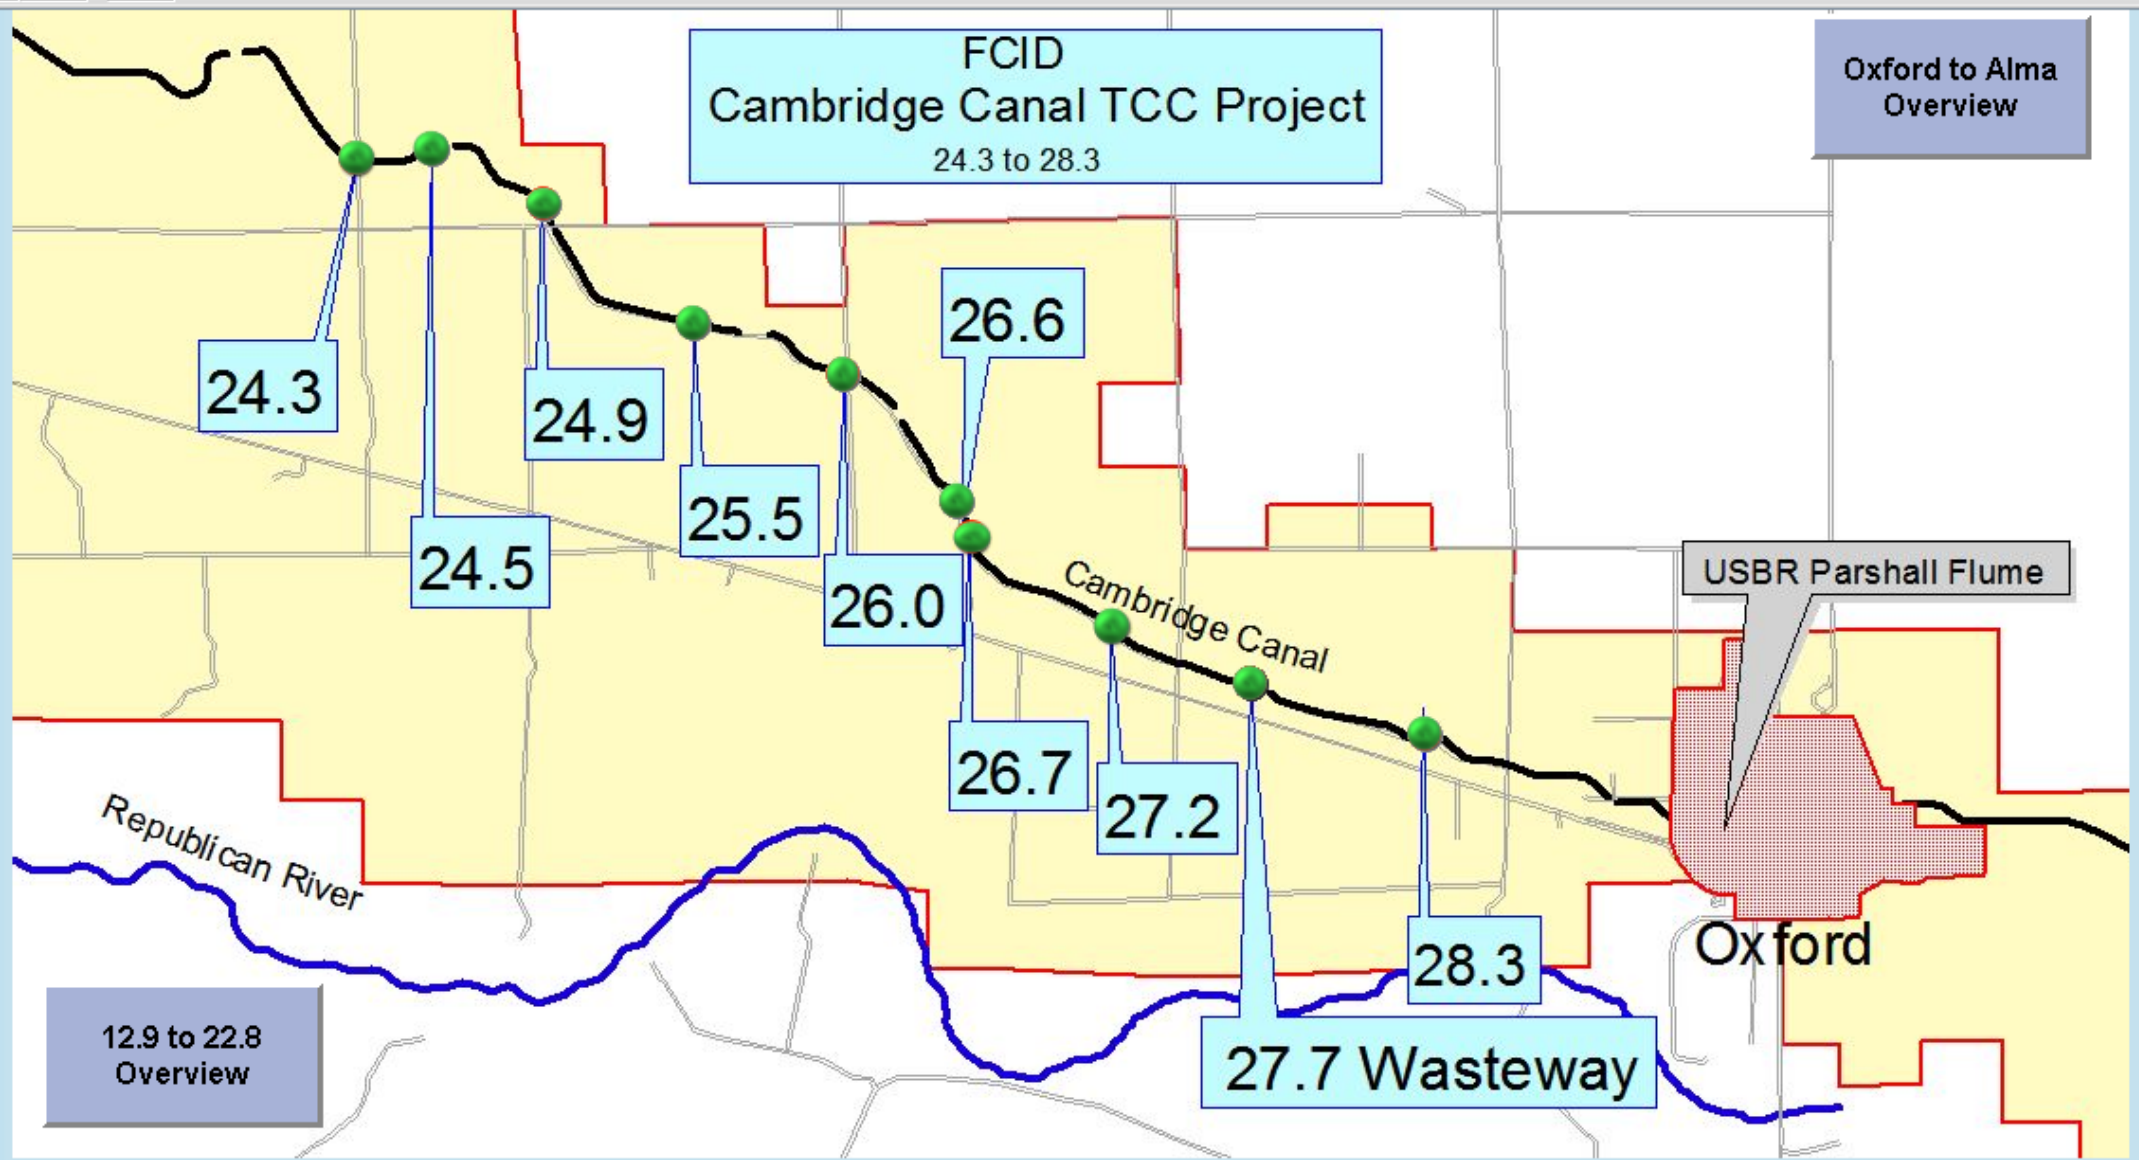 FCID
Cambridge Canal TCC Project
24.3 to 28.3
Oxford to Alma
Overview
26.6
24.3
24.9
25.5
24.5
26.0
Cambridge Canal
USBR Parshall Flume
26.7
27.2
Republican River
28.3
Oxford
12.9 to 22.8
Overview
27.7 Wasteway